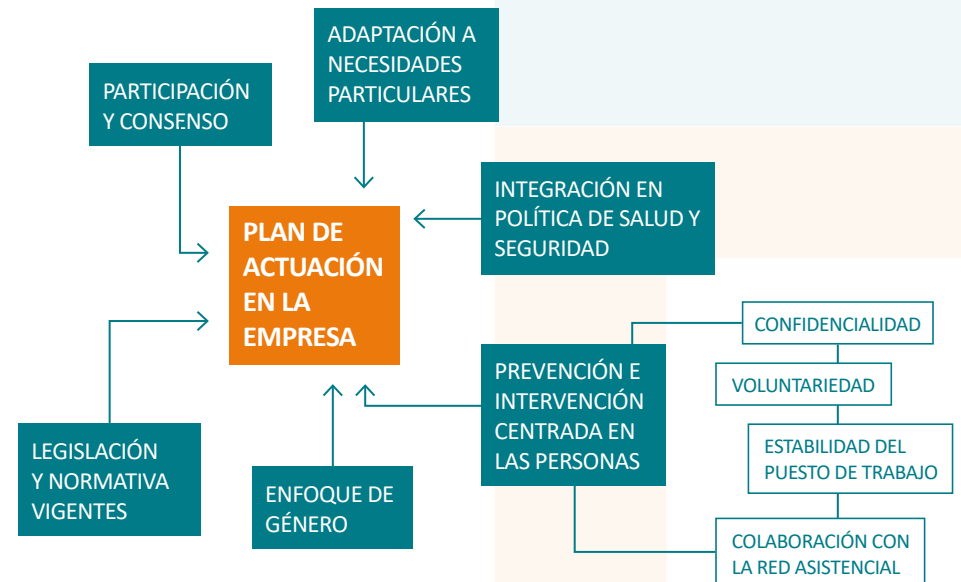 ADAPTACIÓN A
NECESIDADES
PARTICULARES
PARTICIPACIÓN
Y CONSENSO
INTEGRACIÓN EN
POLÍTICA DE SALUD Y
SEGURIDAD
PLAN DE
ACTUACIÓN
EN LA
EMPRESA
CONFIDENCIALIDAD
PREVENCIÓN E
INTERVENCIÓN
CENTRADA EN
LAS PERSONAS
VOLUNTARIEDAD
ESTABILIDAD DEL
PUESTO DE TRABAJO
LEGISLACIÓN
Y NORMATIVA
VIGENTES
ENFOQUE DE
GÉNERO
COLABORACIÓN CON
LA RED ASISTENCIAL